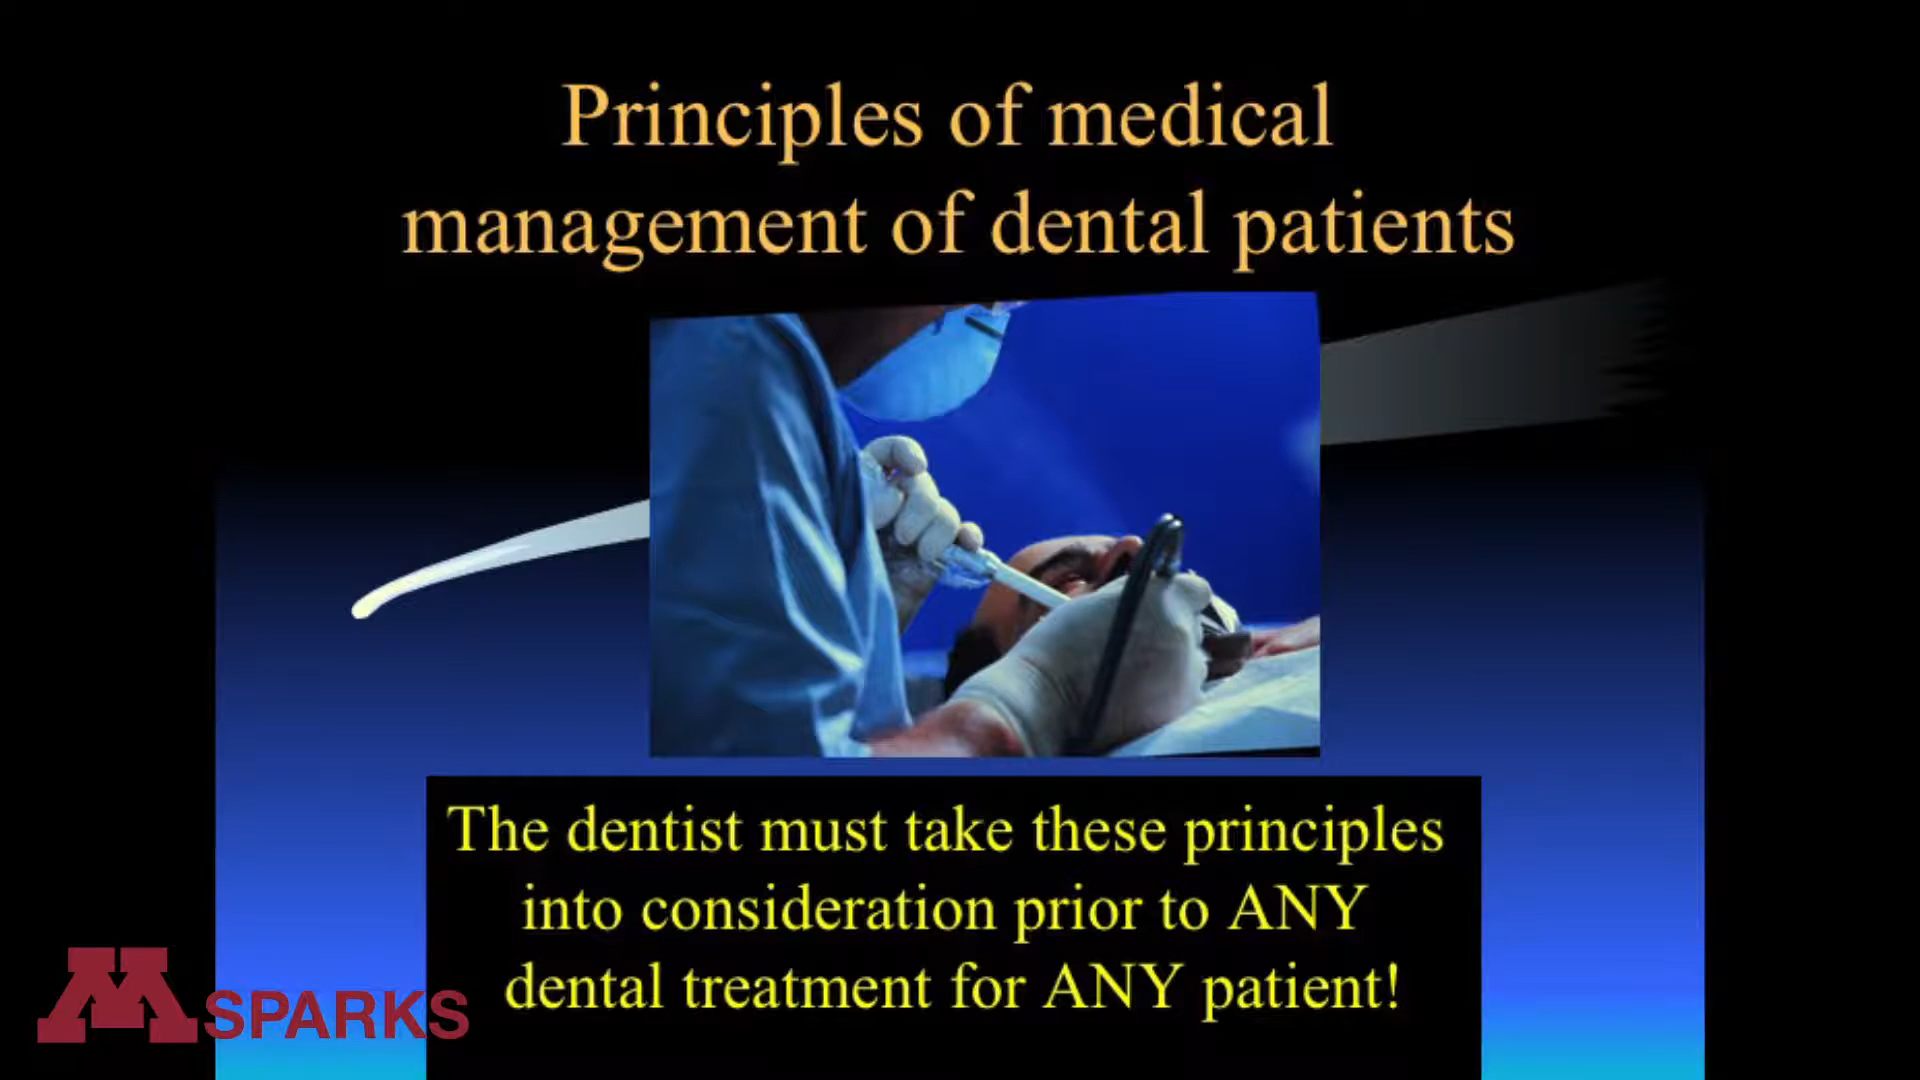 Principles of medical
management of dental patients
The dentist must take these principles
into consideration prior to ANY
dental treatment for ANY patient!
M SPARKS